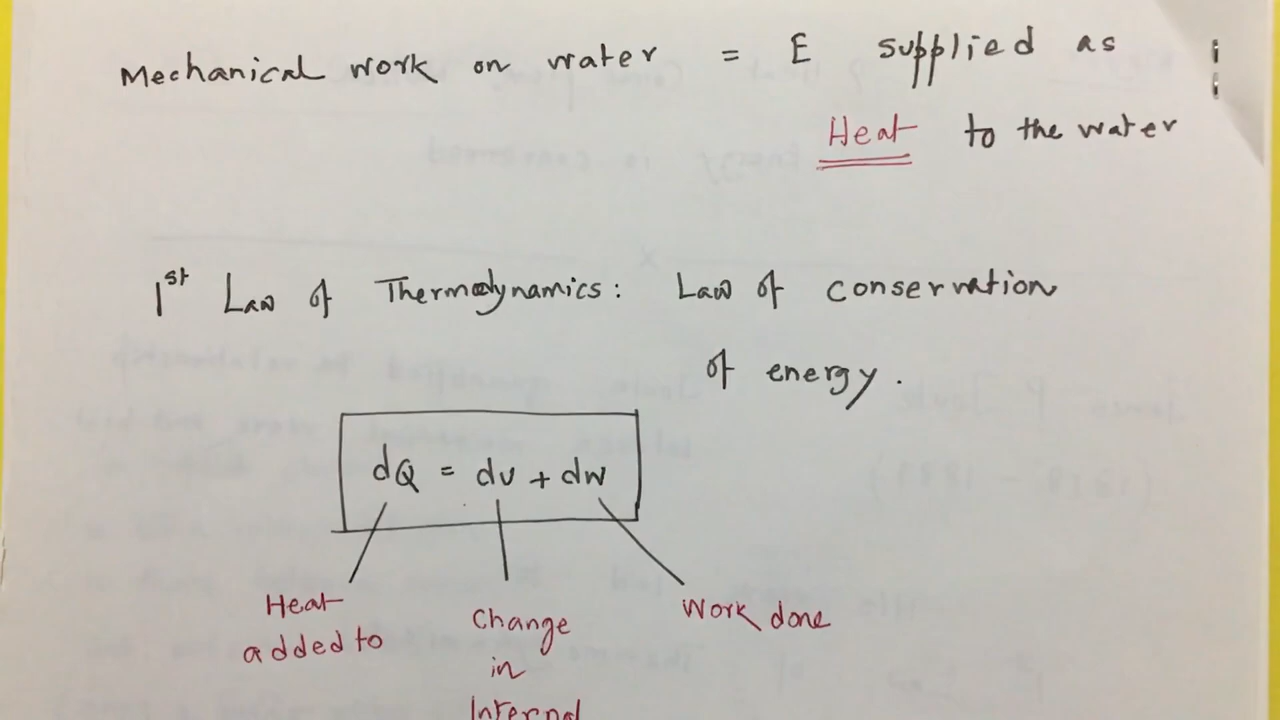 Mechanical work on water = E supplied as
Heat to the water
1st Law of Thermodynamics: Law of conservation
of energy.
dQ = dU + dW
Heat
added to
Change
in
Internal
Work done